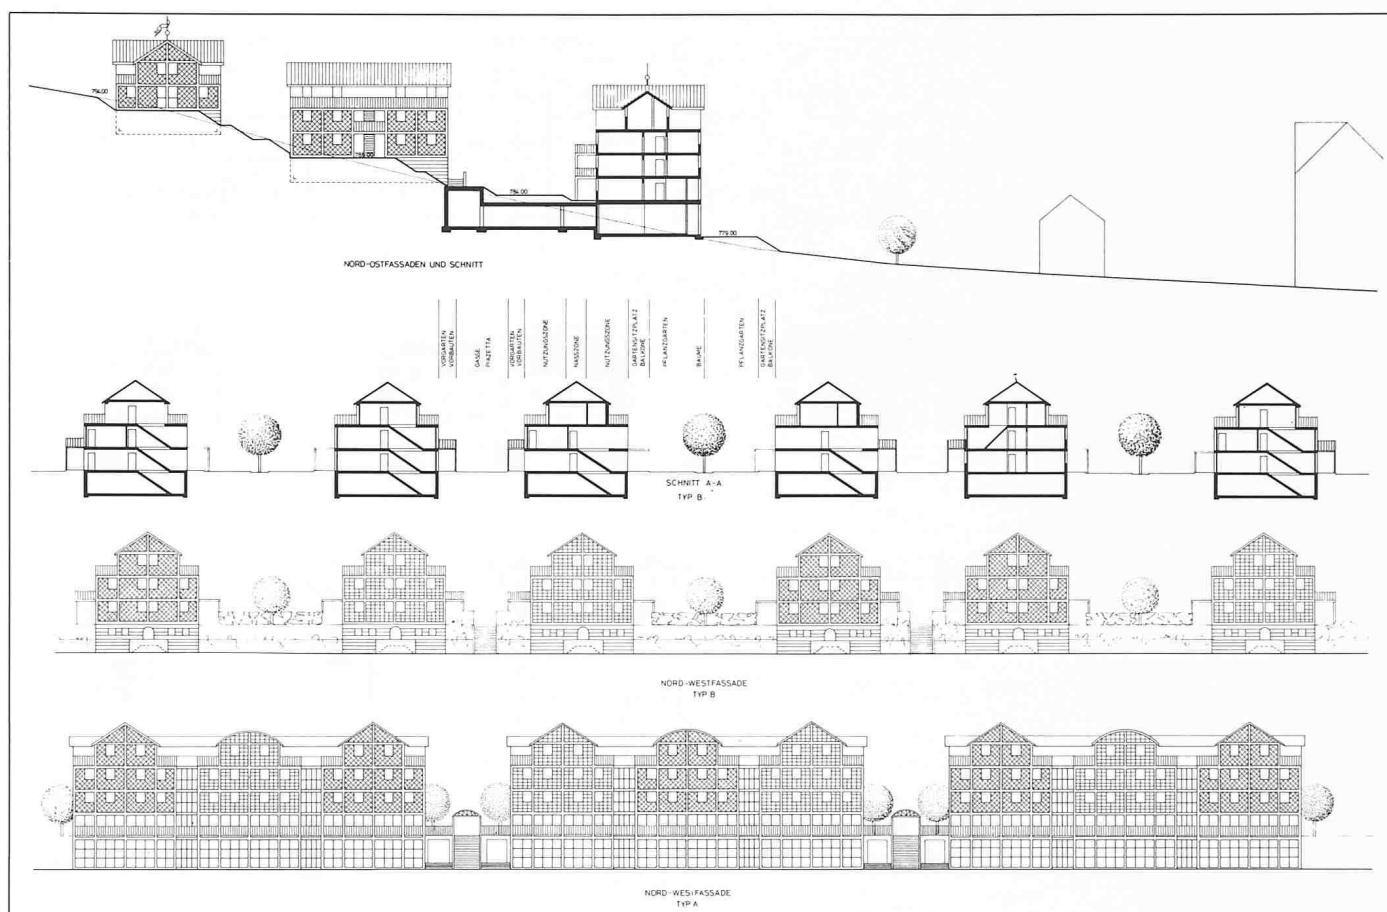 794.00
788.00
784.00
779.00
NORD-OSTFASSADEN UND SCHNITT
VORGARTEN
VORBAUTEN
GASSE
PIAZETTA
VORGARTEN
VORBAUTEN
NUTZUNGSZONE
NASSZONE
NUTZUNGSZONE
GARTENSITZPLATZ
BALKONE
PFLANZGARTEN
BÄUME
PFLANZGARTEN
GARTENSITZPLATZ
BALKONE
SCHNITT A-A
TYP B
NORD-WESTFASSADE
TYP B
NORD-WESTFASSADE
TYP A